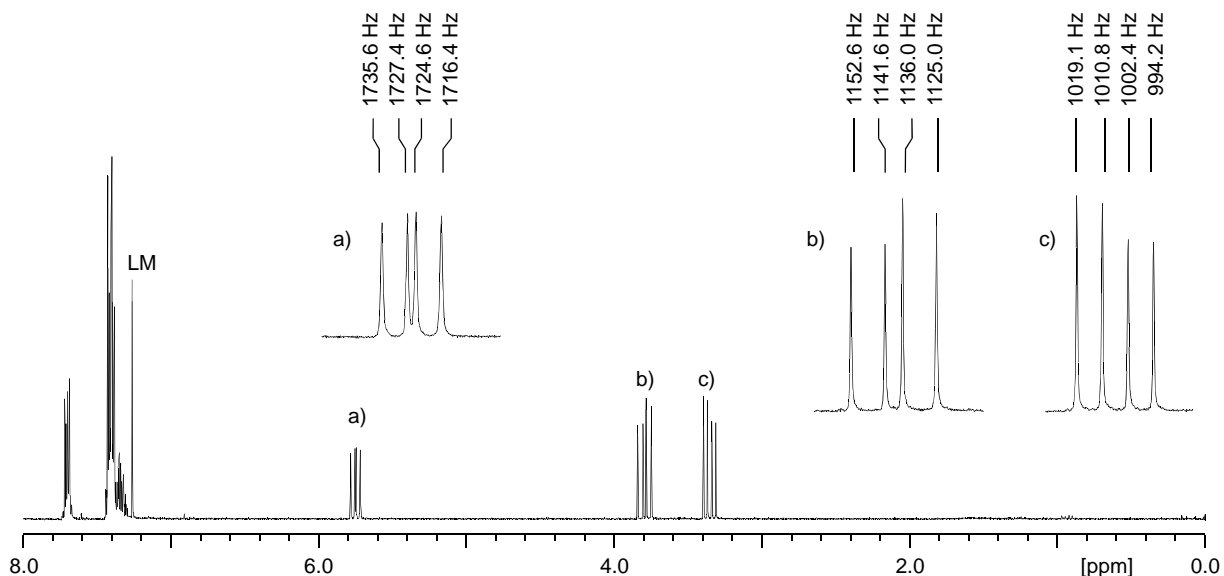 1735.6 Hz
1727.4 Hz
1724.6 Hz
1716.4 Hz
1152.6 Hz
1141.6 Hz
1136.0 Hz
1125.0 Hz
1019.1 Hz
1010.8 Hz
1002.4 Hz
994.2 Hz
a)
b)
c)
LM
a)
b)
c)
8.0
6.0
4.0
2.0
[ppm]
0.0